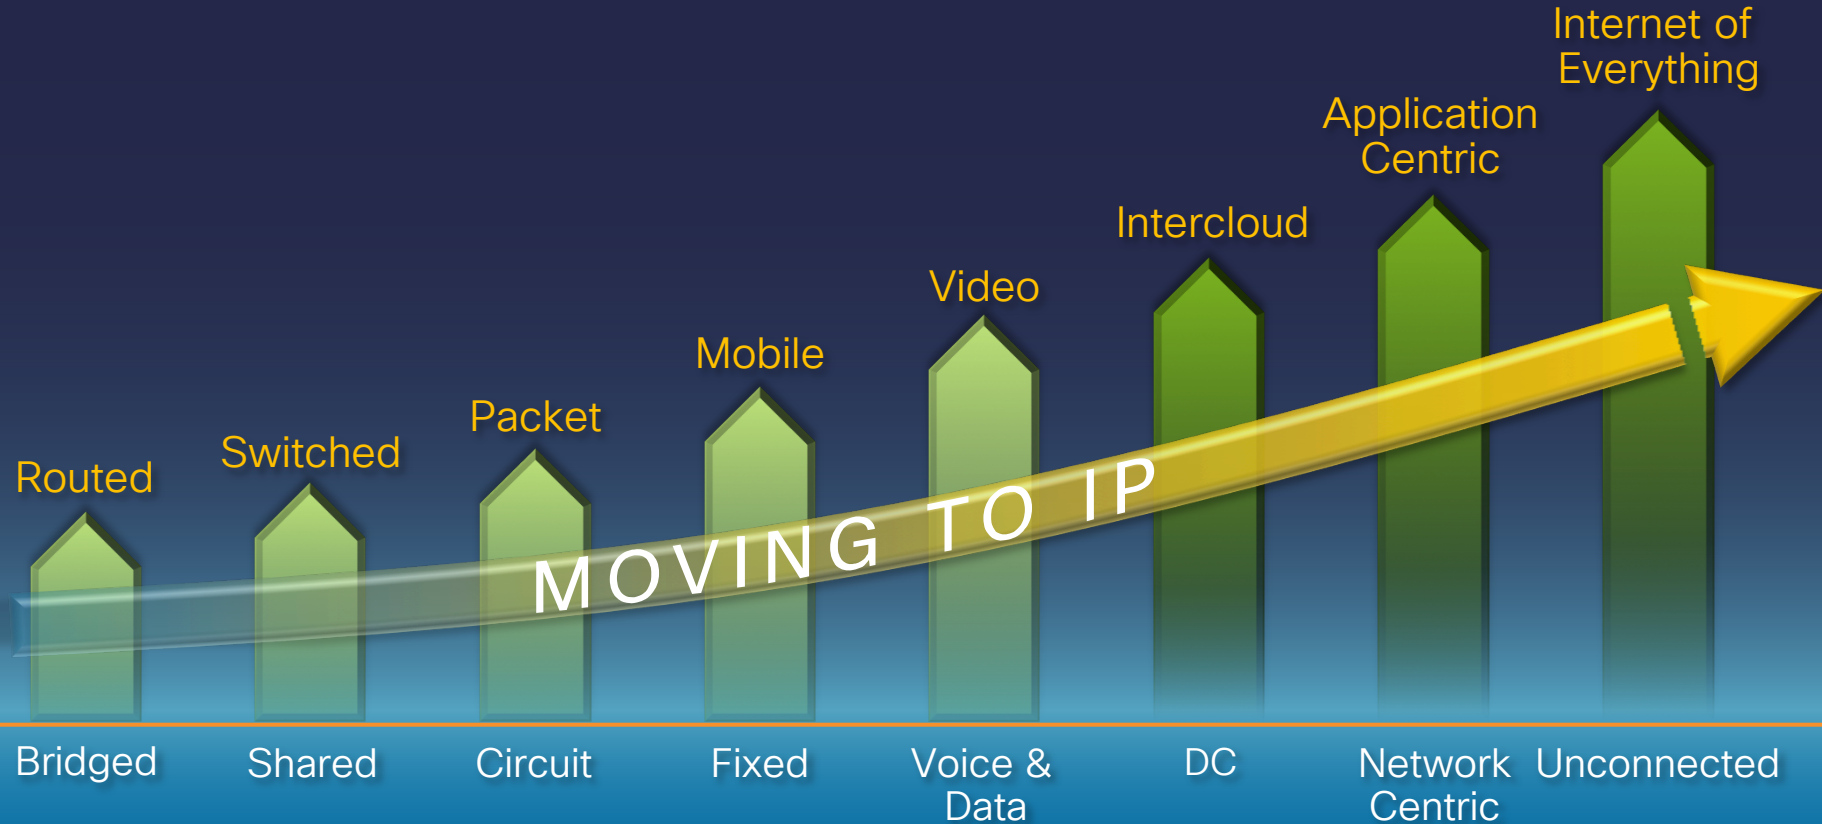 Internet of
Everything
Application
Centric
Intercloud
Video
Mobile
Packet
Switched
Routed
MOVING TO IP
Bridged
Shared
Circuit
Fixed
Voice &
Data
DC
Network
Centric
Unconnected